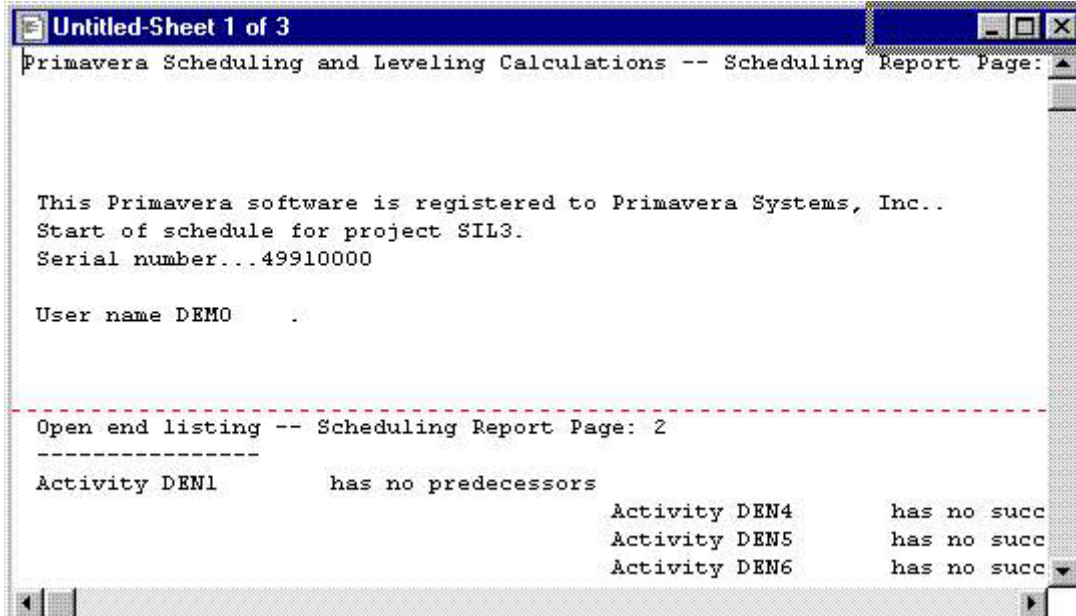 Untitled-Sheet 1 of 3
Primavera Scheduling and Leveling Calculations -- Scheduling Report Page:
This Primavera software is registered to Primavera Systems, Inc..
Start of schedule for project SIL3.
Serial number...49910000
User name DEMO    .
Open end listing -- Scheduling Report Page: 2
----------------
Activity DEN1 has no predecessors
Activity DEN4 has no succ
Activity DEN5 has no succ
Activity DEN6 has no succ